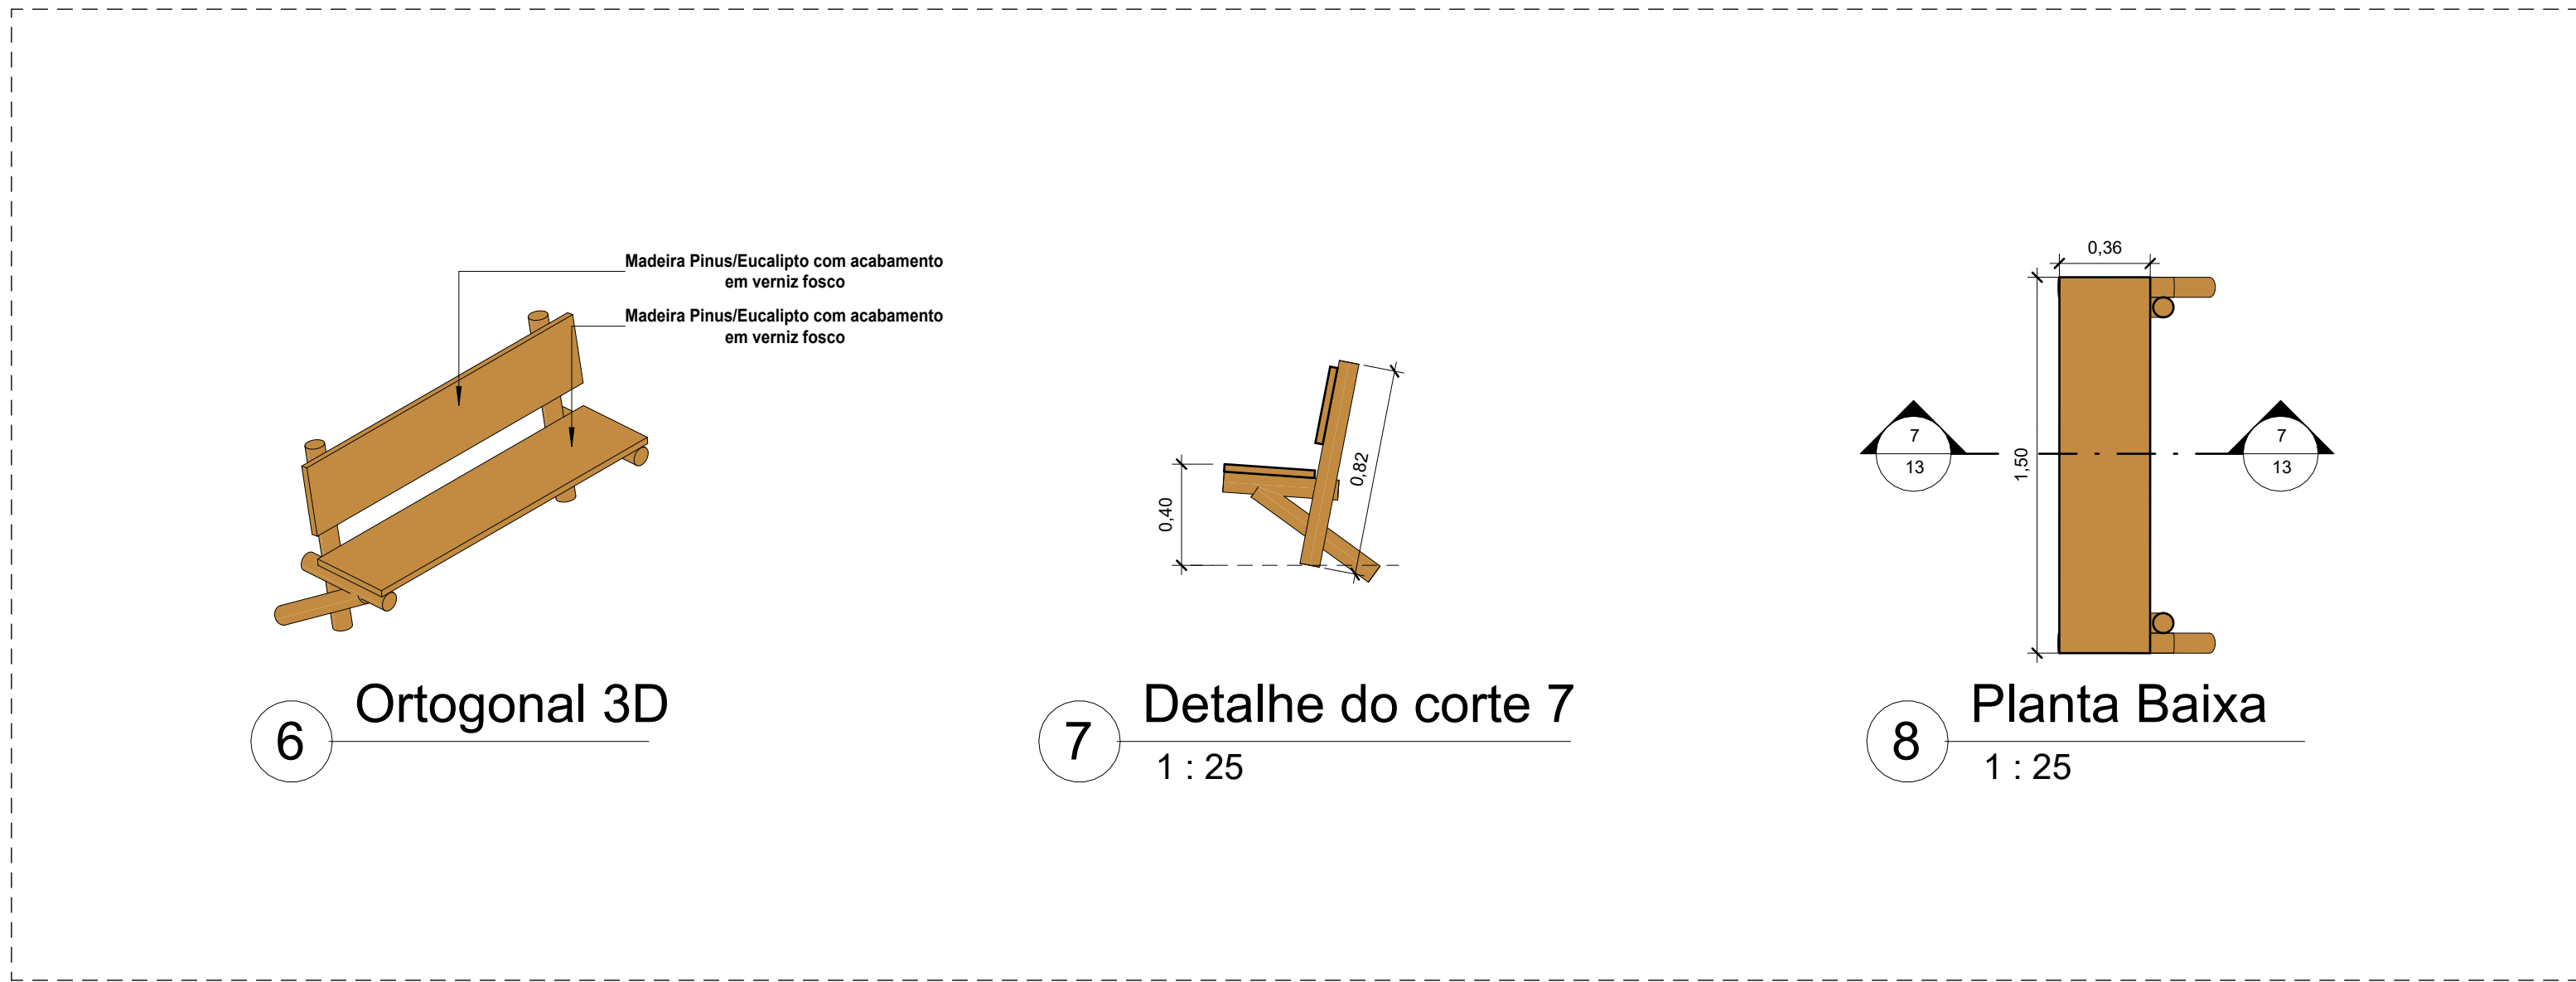 Madeira Pinus/Eucalipto com acabamento
em verniz fosco
Madeira Pinus/Eucalipto com acabamento
em verniz fosco
6
Ortogonal 3D
0,40
0,82
7
Detalhe do corte 7
1 : 25
0,36
1,50
7
13
7
13
8
Planta Baixa
1 : 25